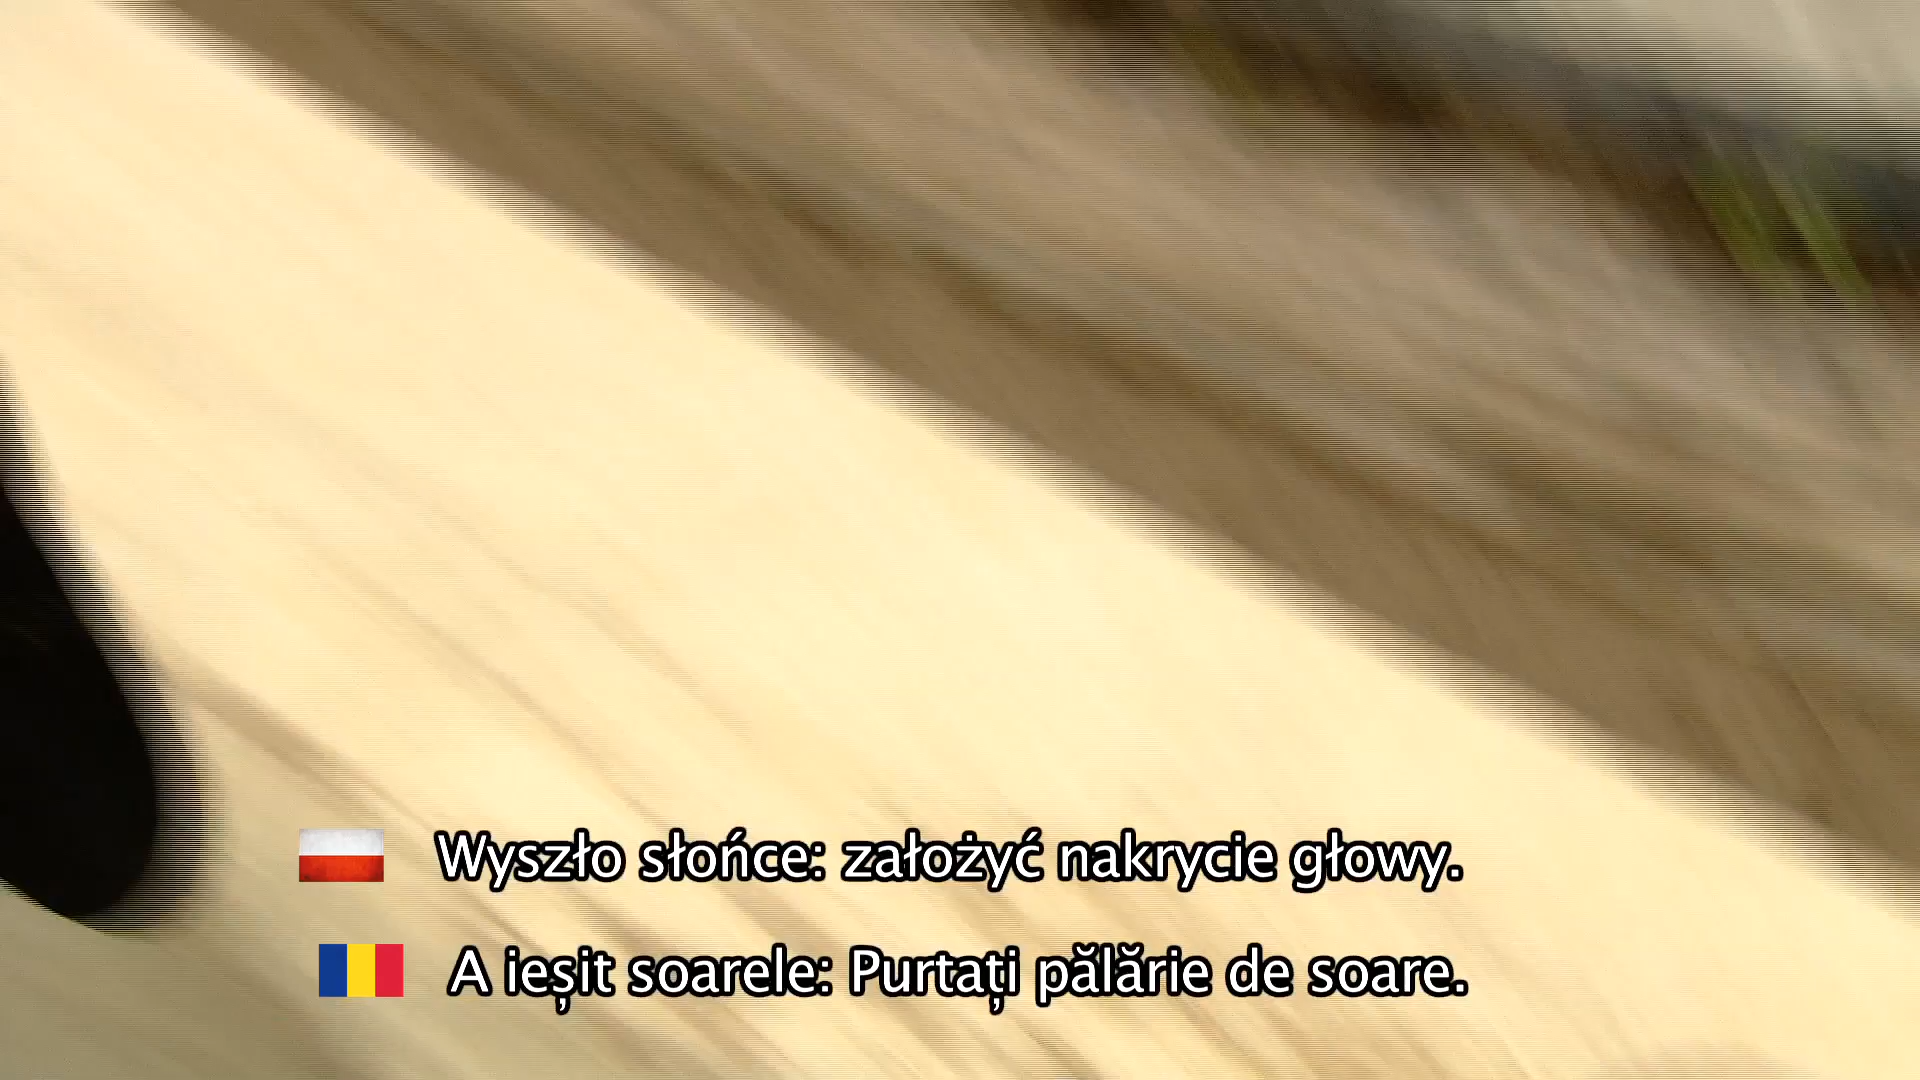 Wyszło słońce: założyć nakrycie głowy.
A ieșit soarele: Purtați pălărie de soare.